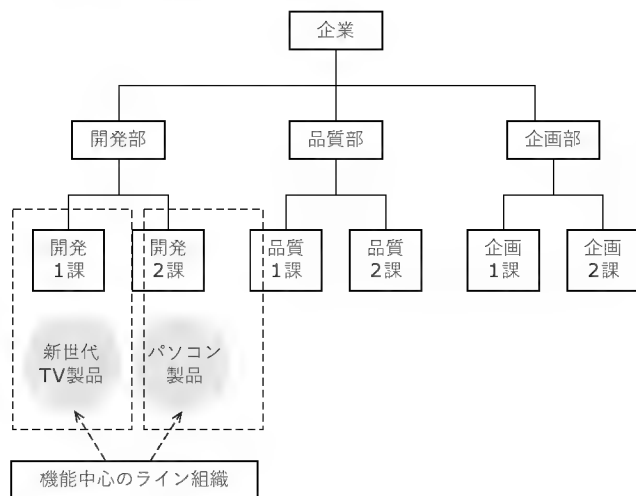 企業
開発部
品質部
企画部
開発
1課
開発
2課
品質
1課
品質
2課
企画
1課
企画
2課
新世代
TV製品
パソコン
製品
機能中心のライン組織